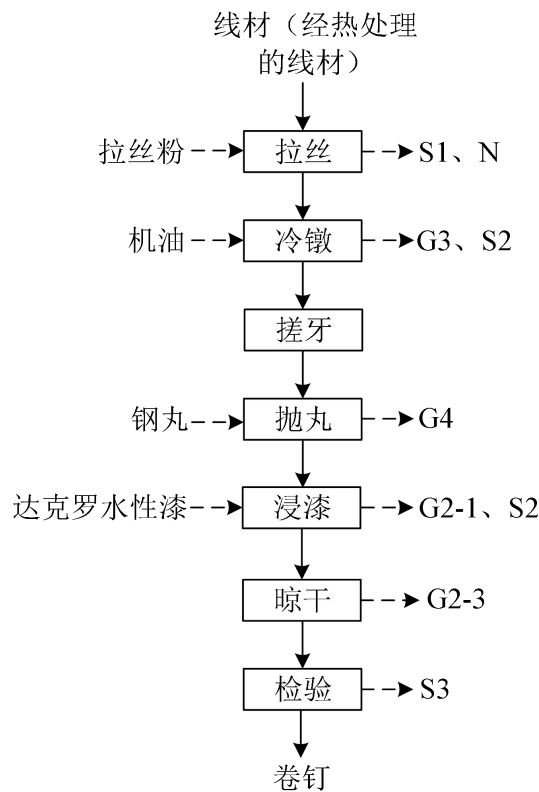 线材（经热处理
的线材）
拉丝粉 拉丝 S1、N
机油 冷镦 G3、S2
搓牙
钢丸 抛丸 G4
达克罗水性漆 浸漆 G2-1、S2
晾干 G2-3
检验 S3
卷钉